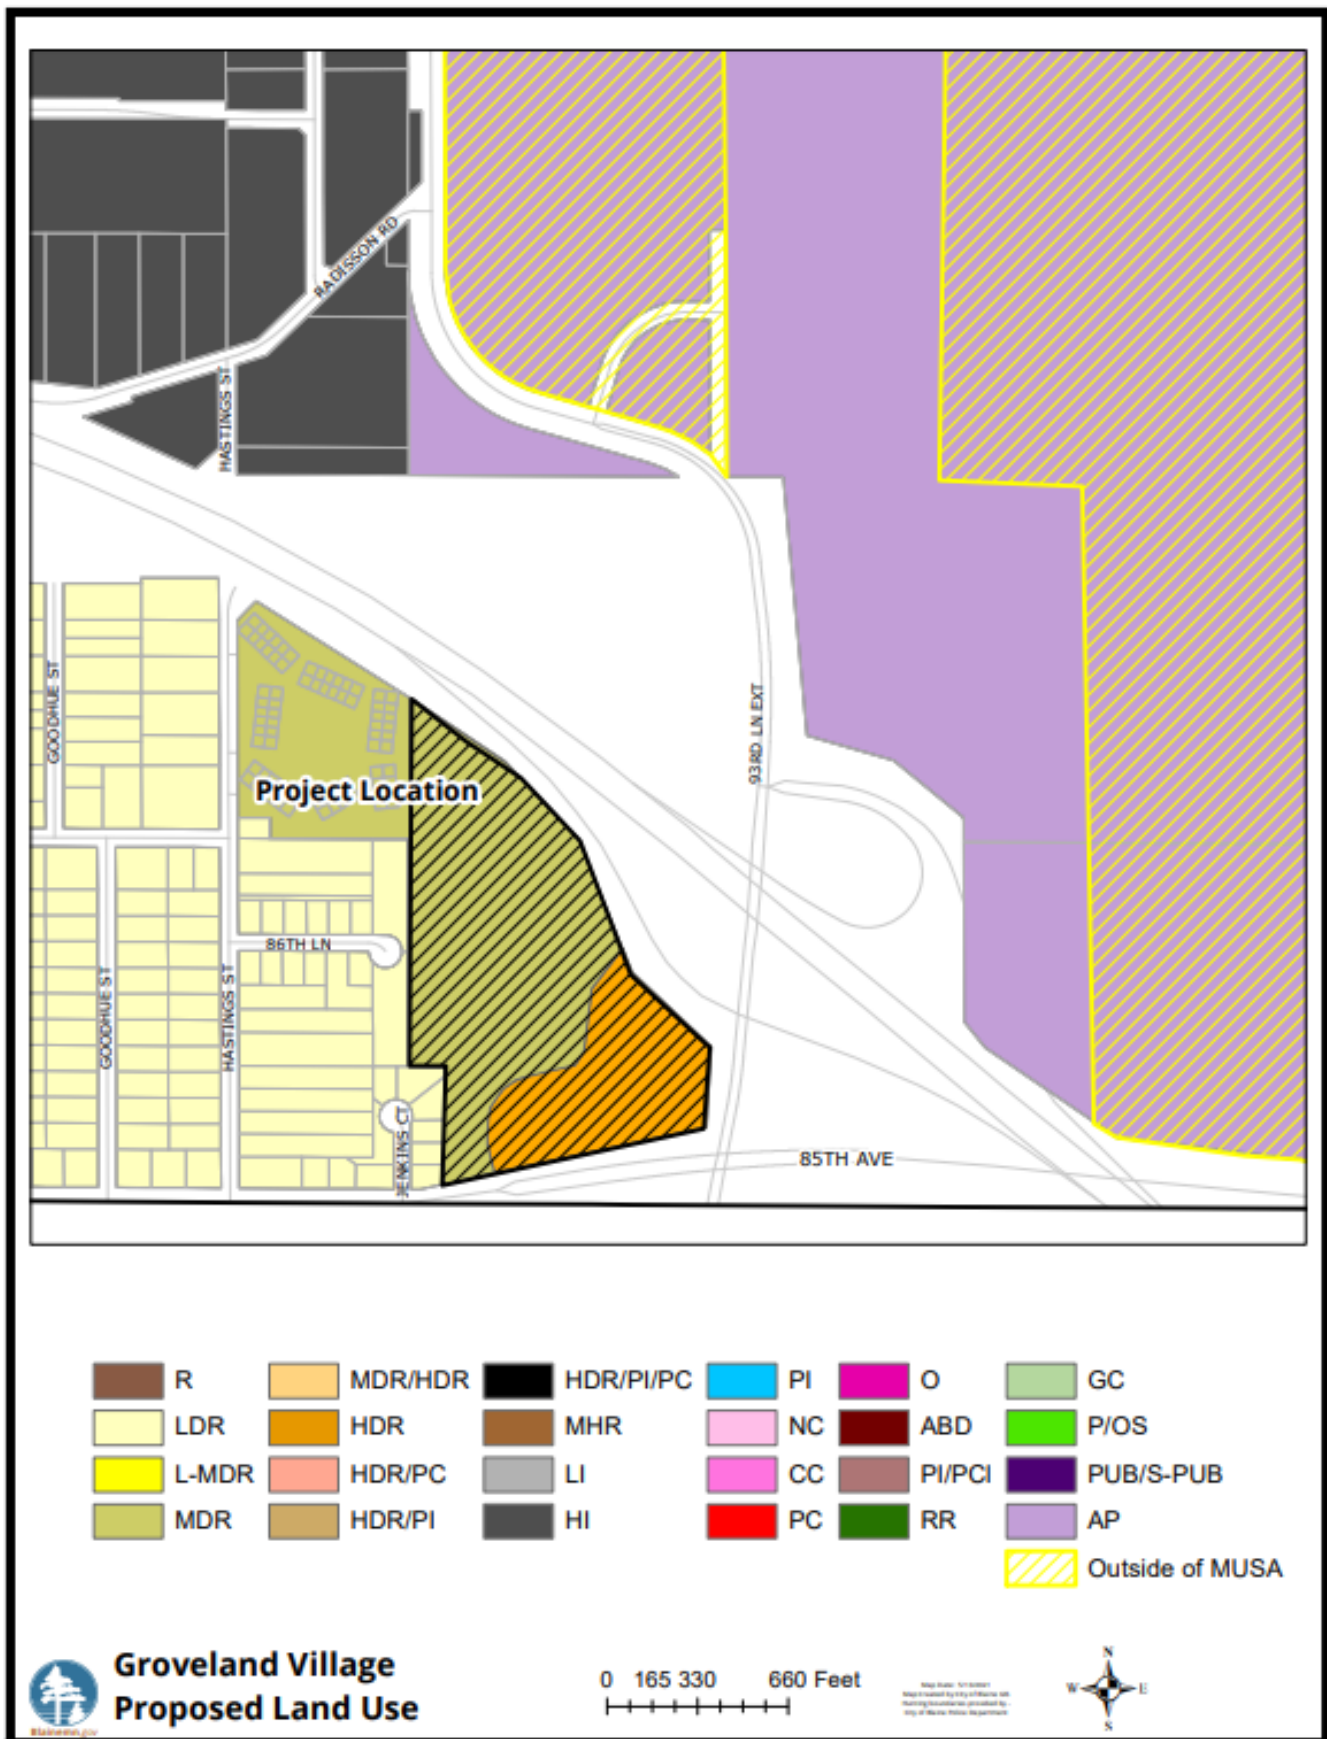 RADISSON RD
HASTINGS ST
GOODHUE ST
93RD LN EXT
Project Location
86TH LN
GOODHUE ST
HASTINGS ST
JENKINS CT
85TH AVE
R
MDR/HDR
HDR/PI/PC
PI
O
GC
LDR
HDR
MHR
NC
ABD
P/OS
L-MDR
HDR/PC
LI
CC
PI/PCI
PUB/S-PUB
MDR
HDR/PI
HI
PC
RR
AP
Outside of MUSA
Groveland Village
Proposed Land Use
Blainemn.gov
0 165 330 660 Feet
N
W E
S